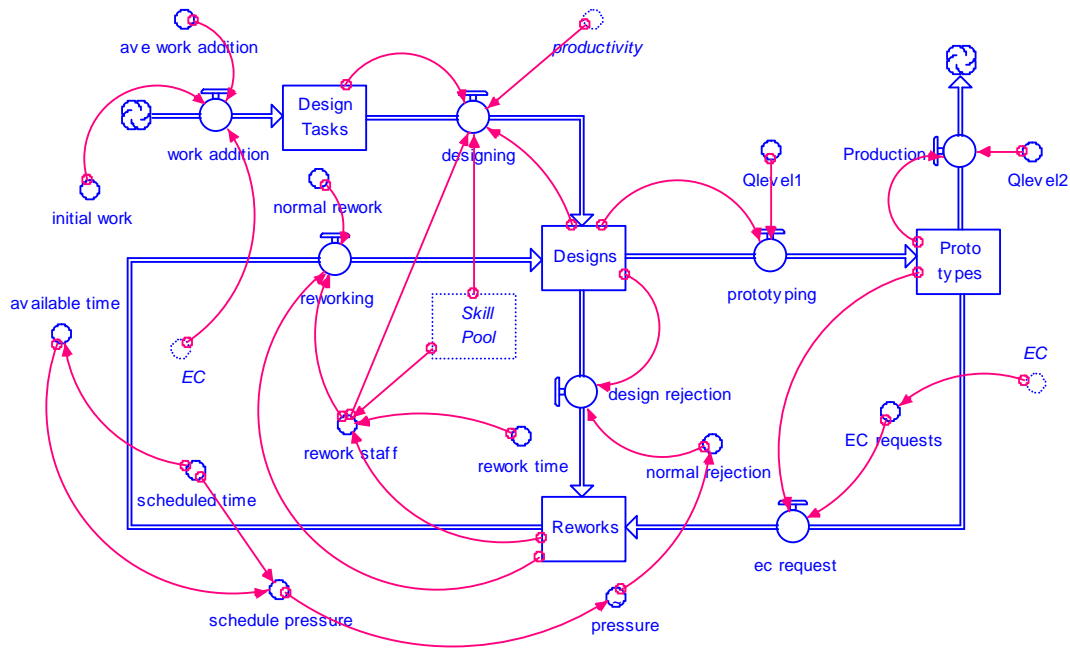 ave work addition
productivity
Design
Tasks
work addition
designing
Production
Qlevel1
Qlevel2
initial work
normal rework
Designs
Proto
types
prototyping
reworking
available time
Skill
Pool
EC
EC
design rejection
EC requests
rework staff
rework time
normal rejection
scheduled time
Reworks
ec request
schedule pressure
pressure